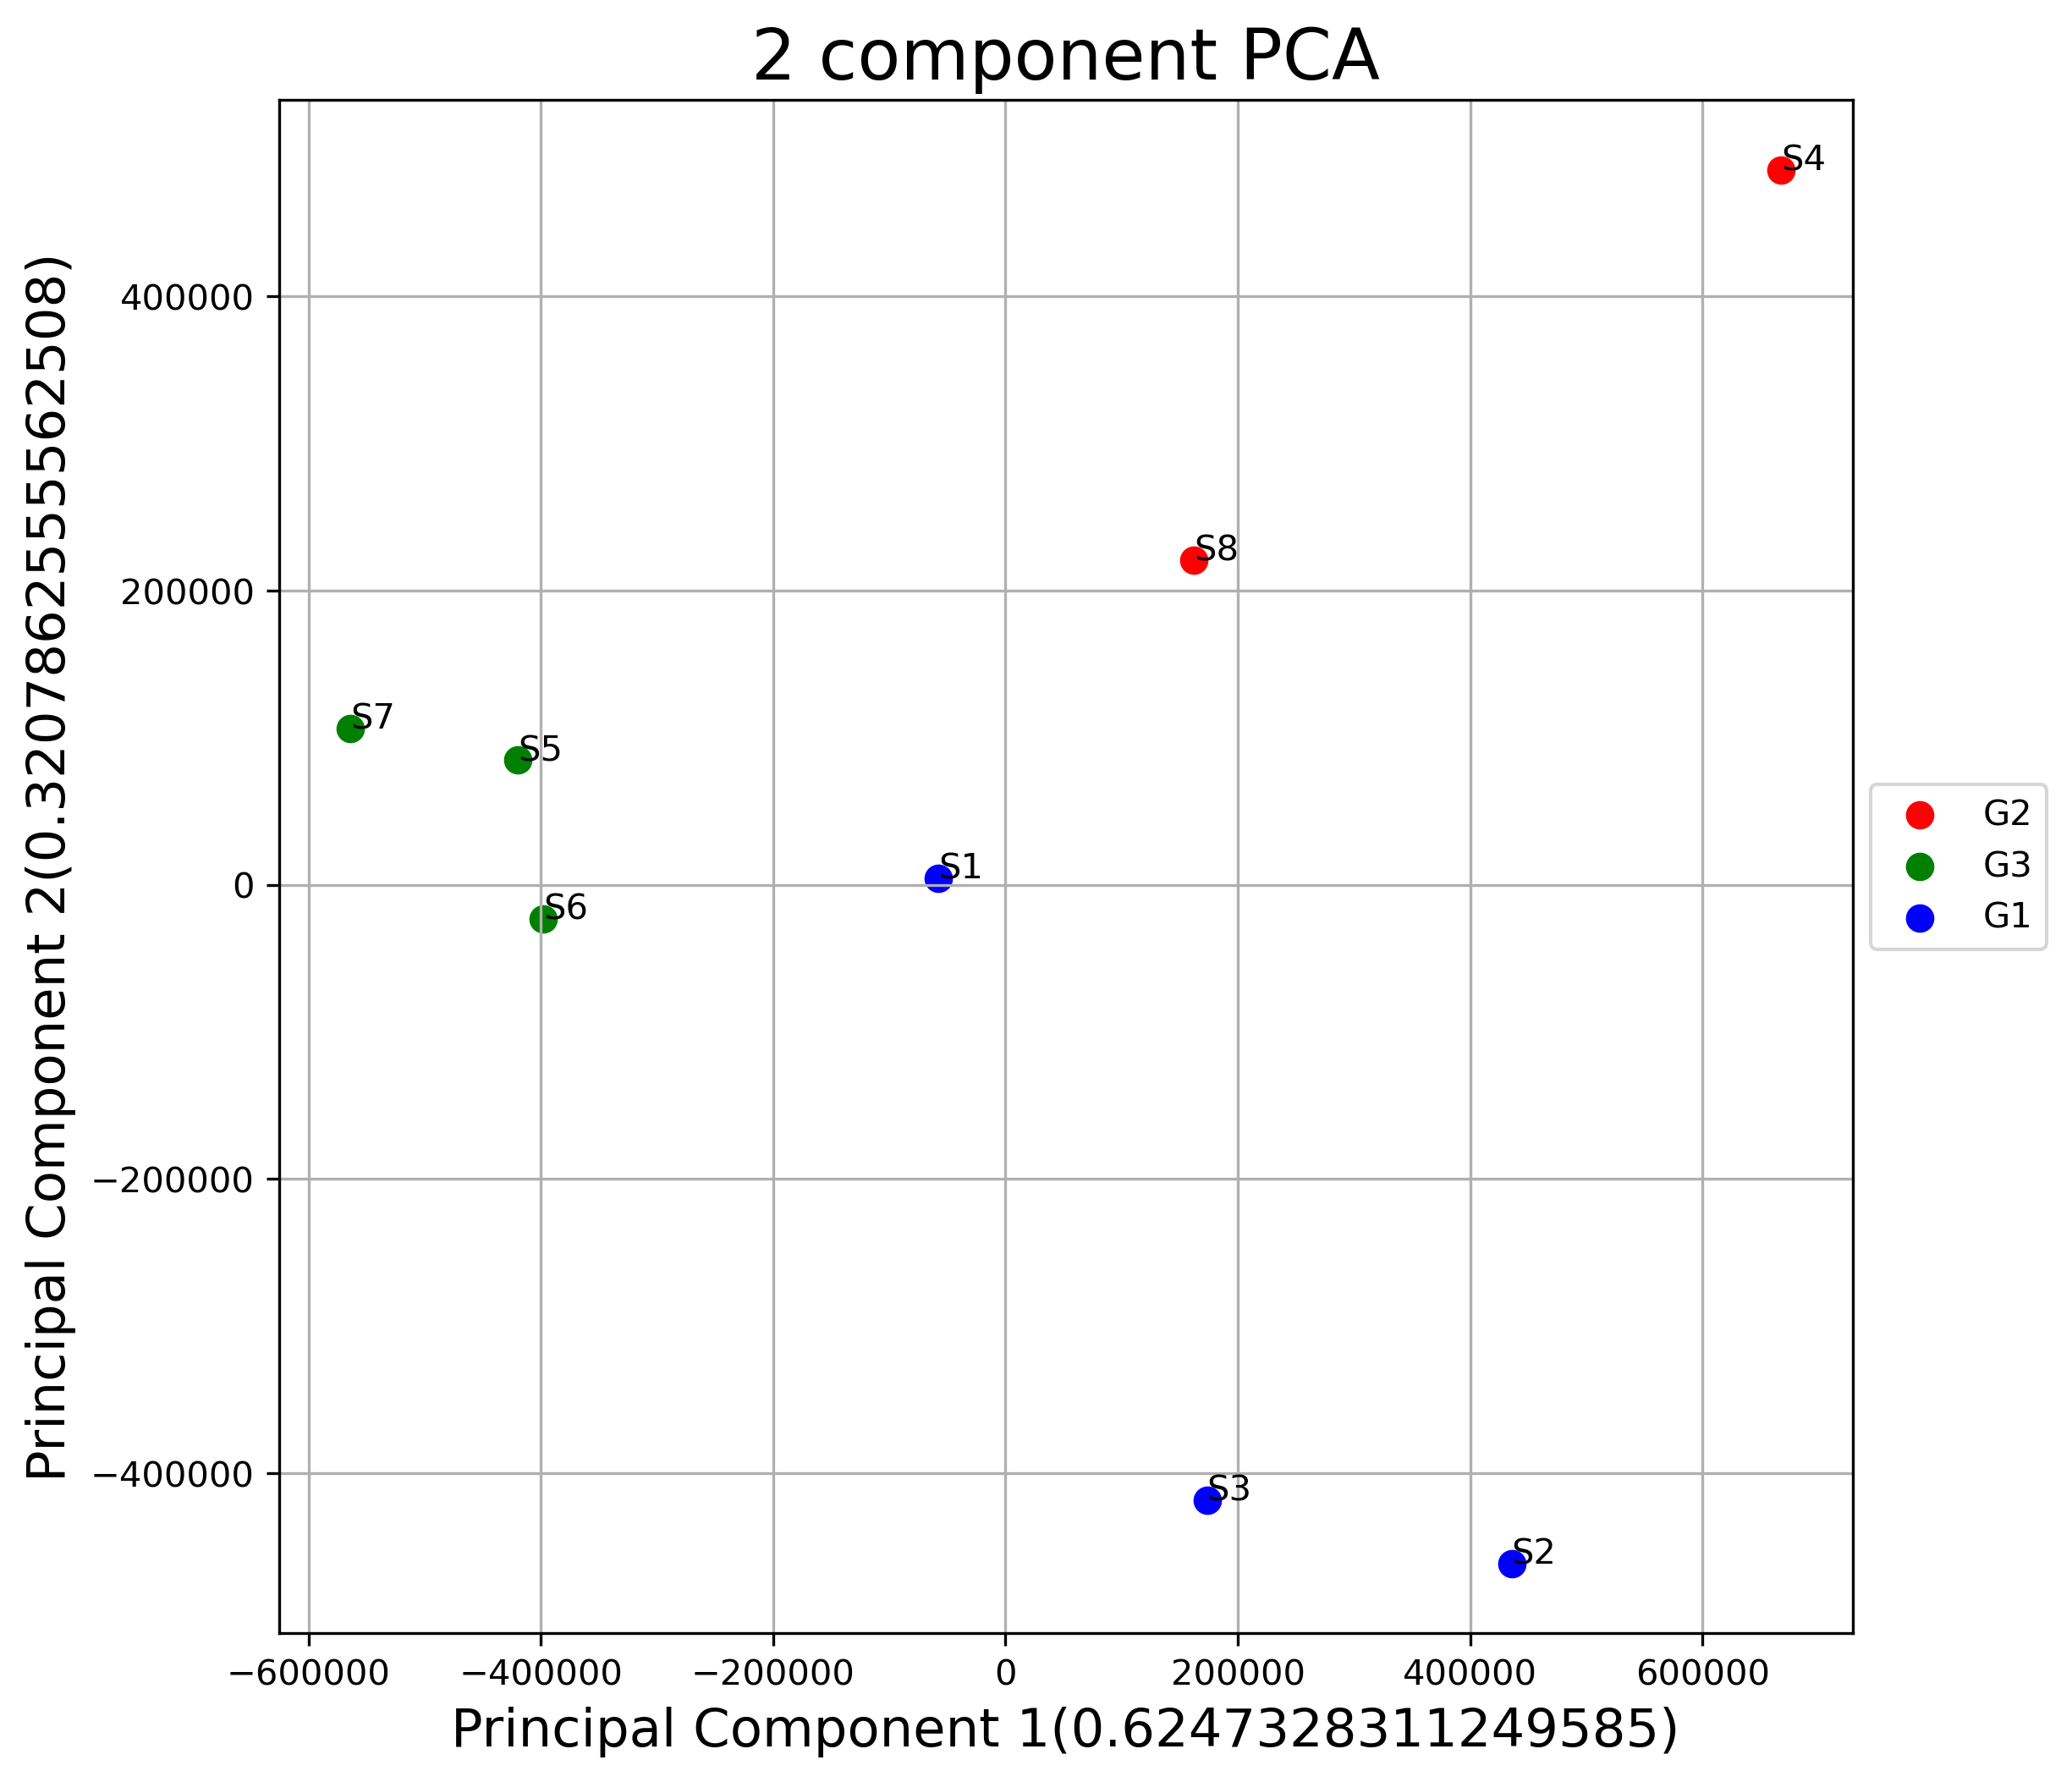 2 component PCA
Principal Component 2(0.3207862555562508)
400000
200000
0
−200000
−400000
S4
S8
S7
S5
S1
S6
S3
S2
G2
G3
G1
−600000
−400000
−200000
0
200000
400000
600000
Principal Component 1(0.6247328311249585)